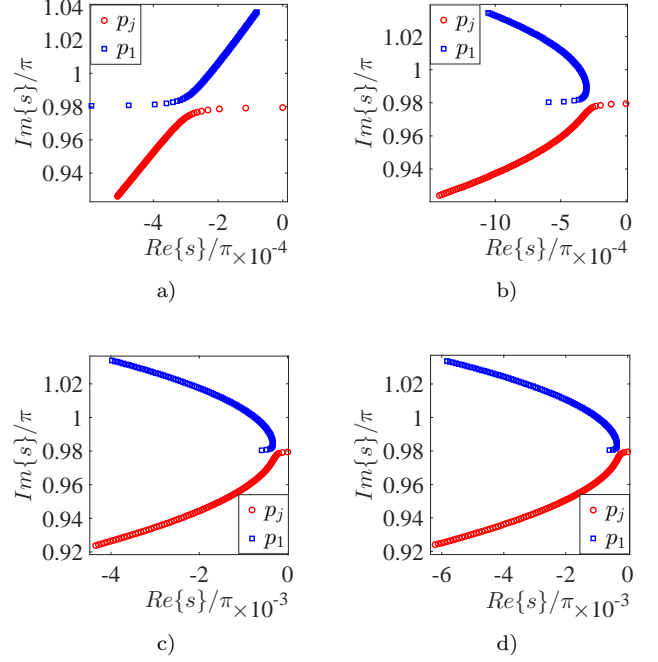 1.04
1.02
1
0.98
0.96
0.94
Im{s}/π
p_j
p_1
-4 -2 0
Re{s}/π ×10^-4
a)
1.02
1
0.98
0.96
0.94
Im{s}/π
p_j
p_1
-10 -5 0
Re{s}/π ×10^-4
b)
1.02
1
0.98
0.96
0.94
0.92
Im{s}/π
p_j
p_1
-4 -2 0
Re{s}/π ×10^-3
c)
1.02
1
0.98
0.96
0.94
0.92
Im{s}/π
p_j
p_1
-6 -4 -2 0
Re{s}/π ×10^-3
d)